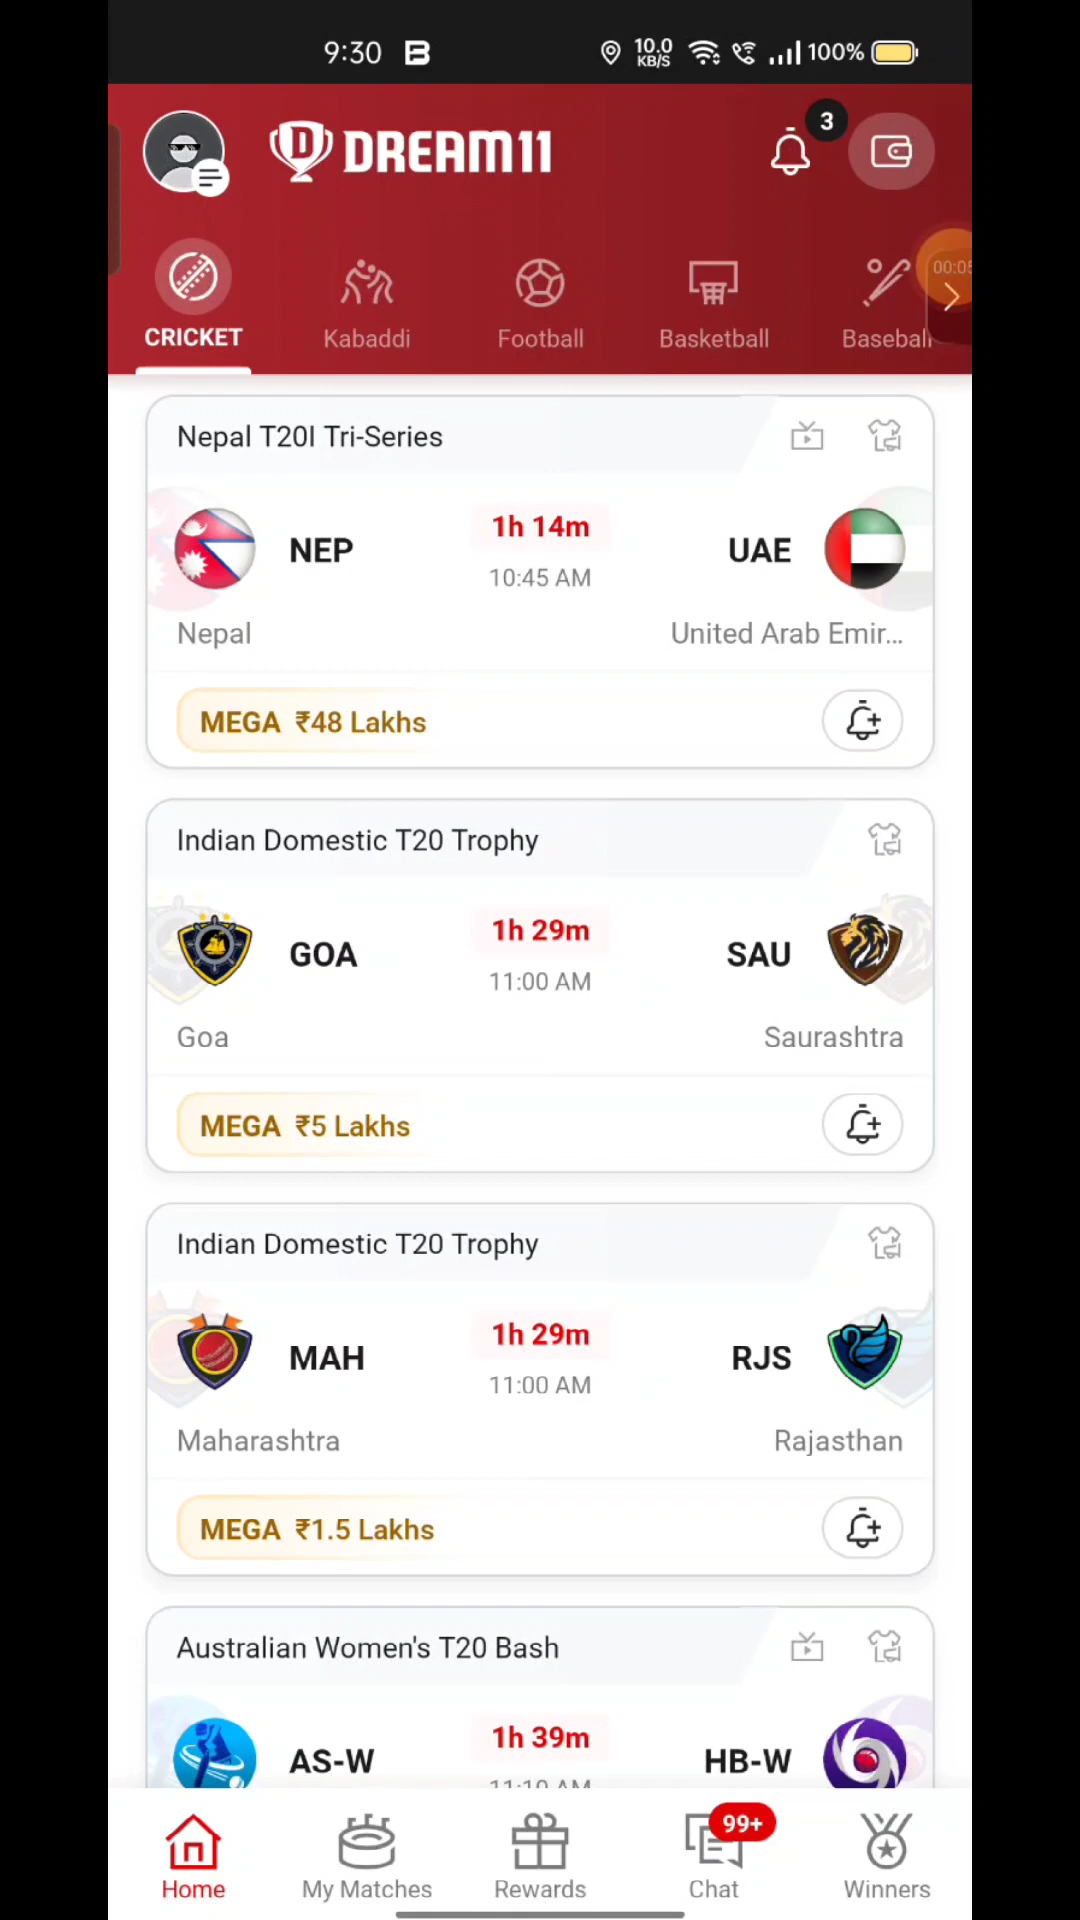 9:30
10.0
KB/S
100%
DREAM11
3
00:05
CRICKET
Kabaddi
Football
Basketball
Baseball
Nepal T20I Tri-Series
NEP
1h 14m
10:45 AM
UAE
Nepal
United Arab Emir...
MEGA ₹48 Lakhs
Indian Domestic T20 Trophy
GOA
1h 29m
11:00 AM
SAU
Goa
Saurashtra
MEGA ₹5 Lakhs
Indian Domestic T20 Trophy
MAH
1h 29m
11:00 AM
RJS
Maharashtra
Rajasthan
MEGA ₹1.5 Lakhs
Australian Women's T20 Bash
AS-W
1h 39m
11:10 AM
HB-W
99+
Home
My Matches
Rewards
Chat
Winners